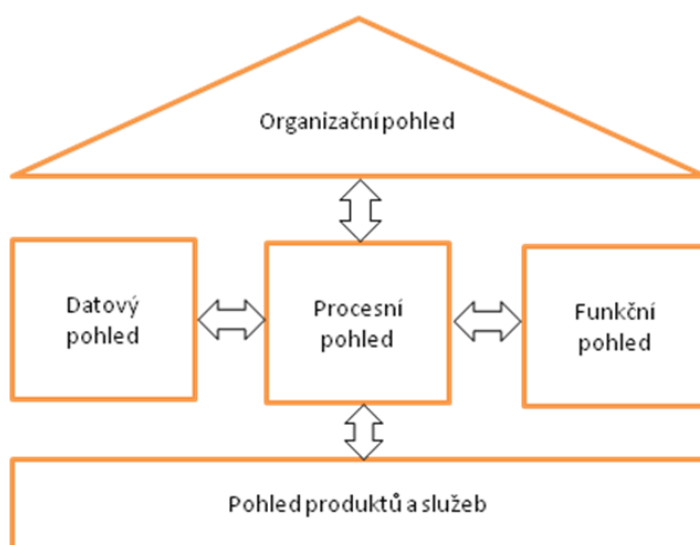 Organizační pohled
Datový
pohled
Procesní
pohled
Funkční
pohled
Pohled produktů a služeb